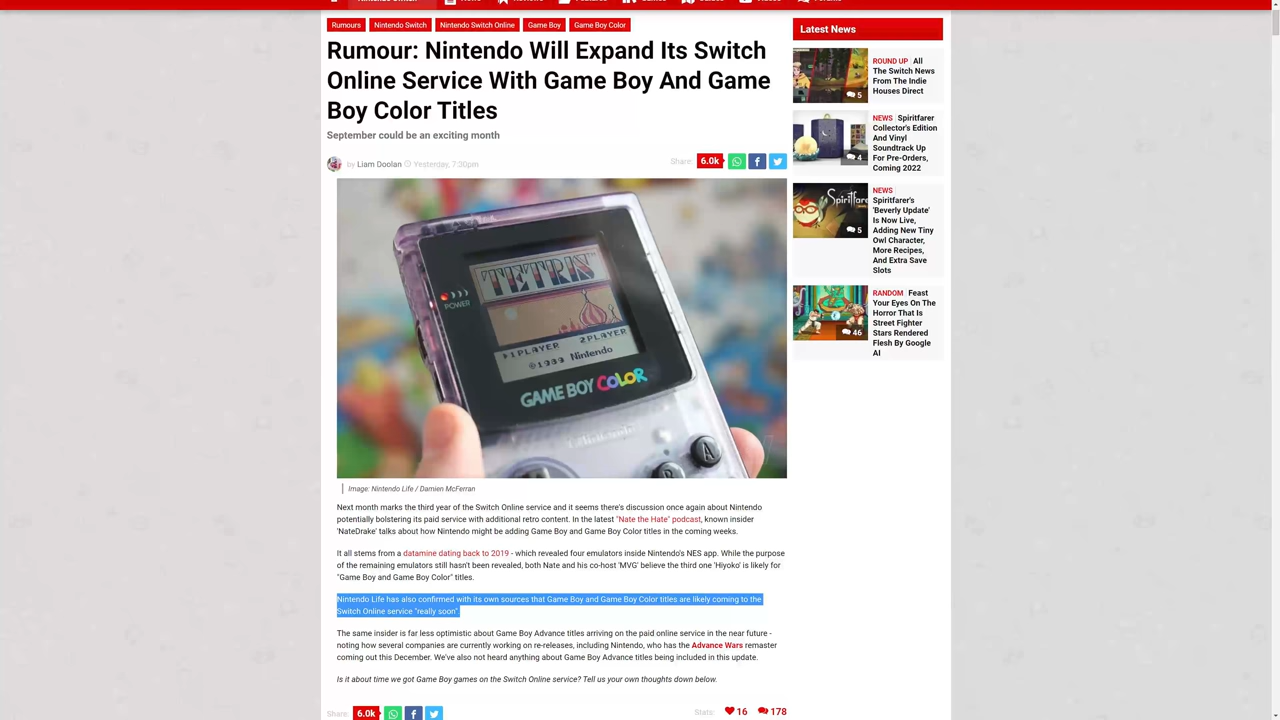 Rumours Nintendo Switch Nintendo Switch Online Game Boy Game Boy Color
Rumour: Nintendo Will Expand Its Switch
Online Service With Game Boy And Game
Boy Color Titles
September could be an exciting month
by Liam Doolan Yesterday, 7:30pm
Share: 6.0k
POWER
TETRIS
1PLAYER 2PLAYER
©1989 Nintendo
GAME BOY COLOR
A
B
Image: Nintendo Life / Damien McFerran
Next month marks the third year of the Switch Online service and it seems there's discussion once again about Nintendo
potentially bolstering its paid service with additional retro content. In the latest "Nate the Hate" podcast, known insider
'NateDrake' talks about how Nintendo might be adding Game Boy and Game Boy Color titles in the coming weeks.
It all stems from a datamine dating back to 2019 - which revealed four emulators inside Nintendo's NES app. While the purpose
of the remaining emulators still hasn't been revealed, both Nate and his co-host 'MVG' believe the third one 'Hiyoko' is likely for
"Game Boy and Game Boy Color" titles.
Nintendo Life has also confirmed with its own sources that Game Boy and Game Boy Color titles are likely coming to the
Switch Online service "really soon"
The same insider is far less optimistic about Game Boy Advance titles arriving on the paid online service in the near future -
noting how several companies are currently working on re-releases, including Nintendo, who has the Advance Wars remaster
coming out this December. We've also not heard anything about Game Boy Advance titles being included in this update.
Is it about time we got Game Boy games on the Switch Online service? Tell us your own thoughts down below.
Share: 6.0k
Stats: 16 178
Latest News
ROUND UP All
The Switch News
From The Indie
Houses Direct
5
NEWS Spiritfarer
Collector's Edition
And Vinyl
Soundtrack Up
For Pre-Orders,
Coming 2022
4
NEWS
Spiritfarer's
'Beverly Update'
Is Now Live,
Adding New Tiny
Owl Character,
More Recipes,
And Extra Save
Slots
5
RANDOM Feast
Your Eyes On The
Horror That Is
Street Fighter
Stars Rendered
Flesh By Google
AI
46